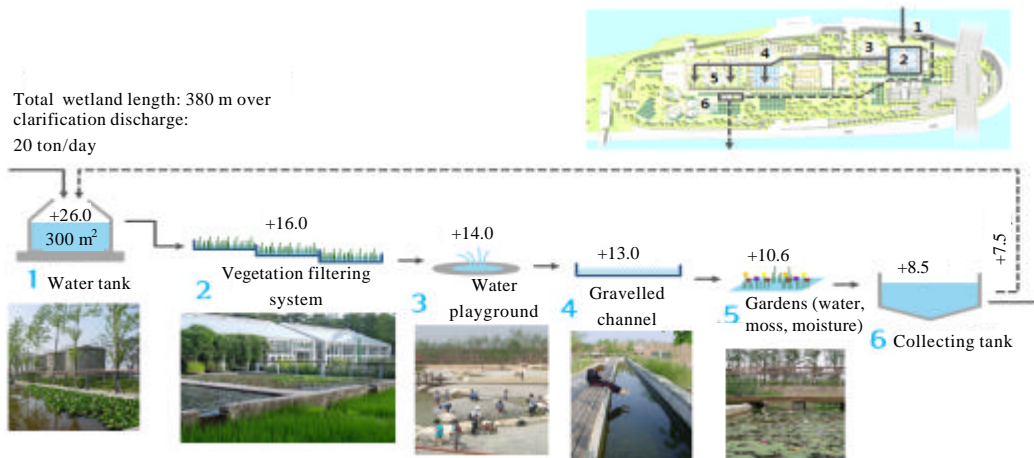 1
2
3
4
5
6
Total wetland length: 380 m over
clarification discharge:
20 ton/day
+26.0
300 m²
1 Water tank
+16.0
2 Vegetation filtering
system
+14.0
3 Water
playground
+13.0
4 Gravelled
channel
+10.6
5 Gardens (water,
moss, moisture)
+8.5
6 Collecting tank
+7.5